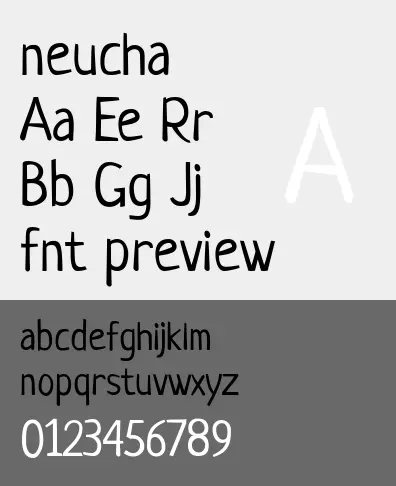 neucha
Aa Ee Rr
Bb Gg Jj
A
fnt preview
abcdefghijklm
nopqrstuvwxyz
0123456789